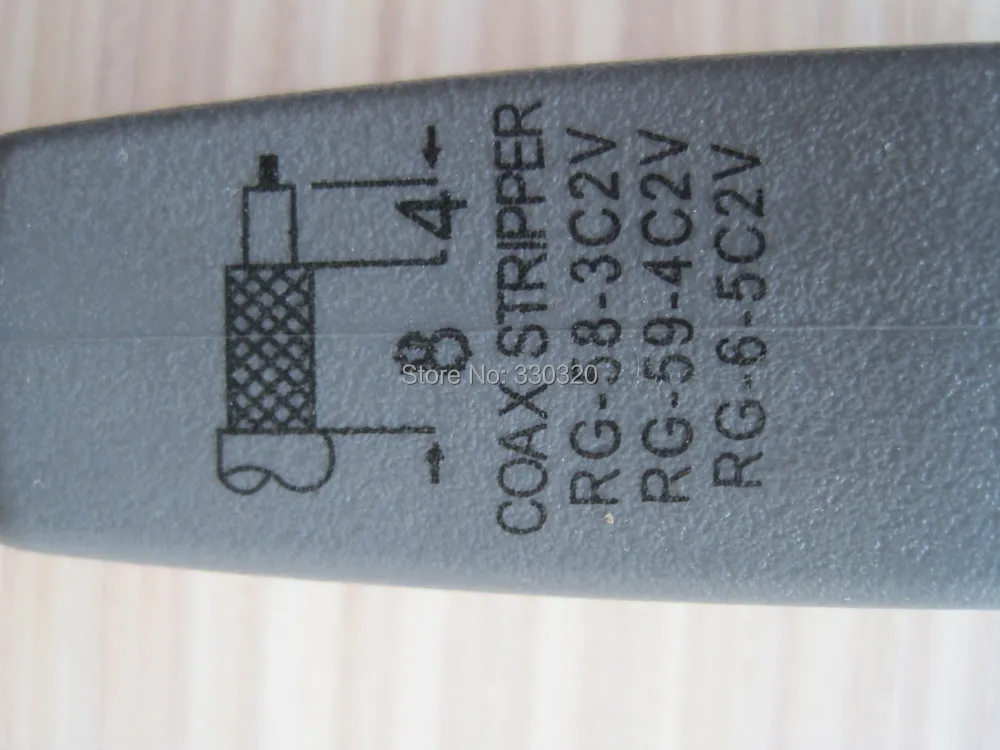 4
8
COAX STRIPPER
RG-58-3C2V
RG-59-4C2V
RG-6-5C2V
Store No: 330320